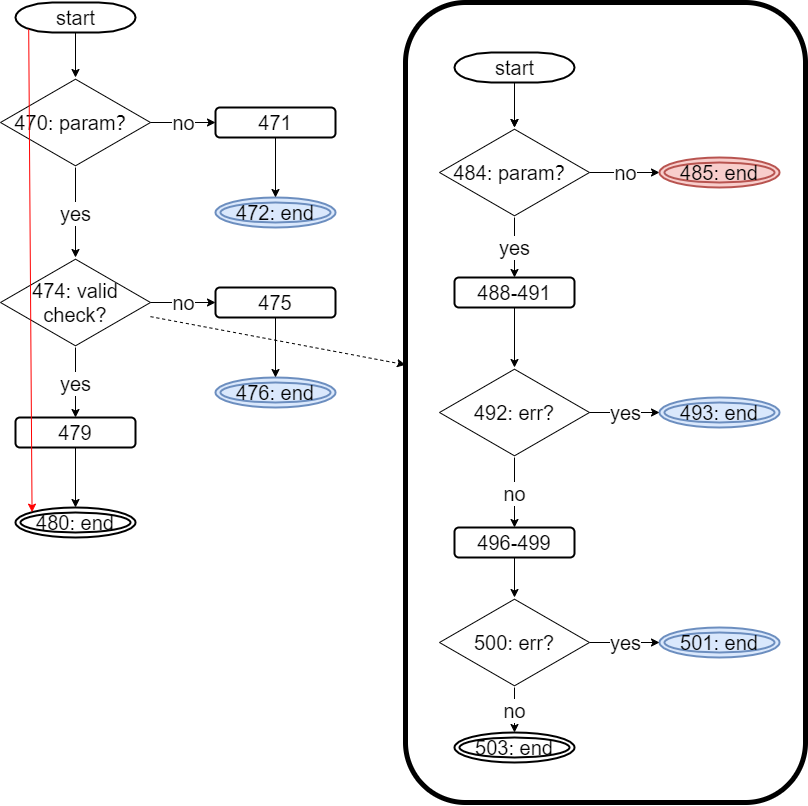 start
470: param?
no
471
472: end
yes
474: valid
check?
no
475
476: end
yes
479
480: end
start
484: param?
no
485: end
yes
488-491
492: err?
yes
493: end
no
496-499
500: err?
yes
501: end
no
503: end